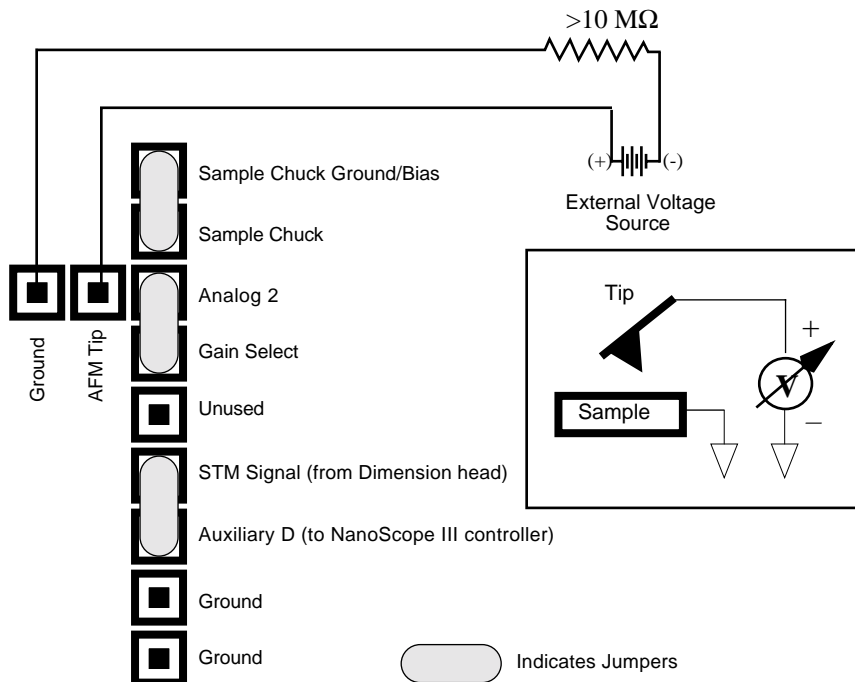 >10 MΩ
(+)
(-)
External Voltage
Source
Sample Chuck Ground/Bias
Sample Chuck
Analog 2
Gain Select
Unused
STM Signal (from Dimension head)
Auxiliary D (to NanoScope III controller)
Ground
Ground
Ground
AFM Tip
Tip
Sample
+
V
−
Indicates Jumpers